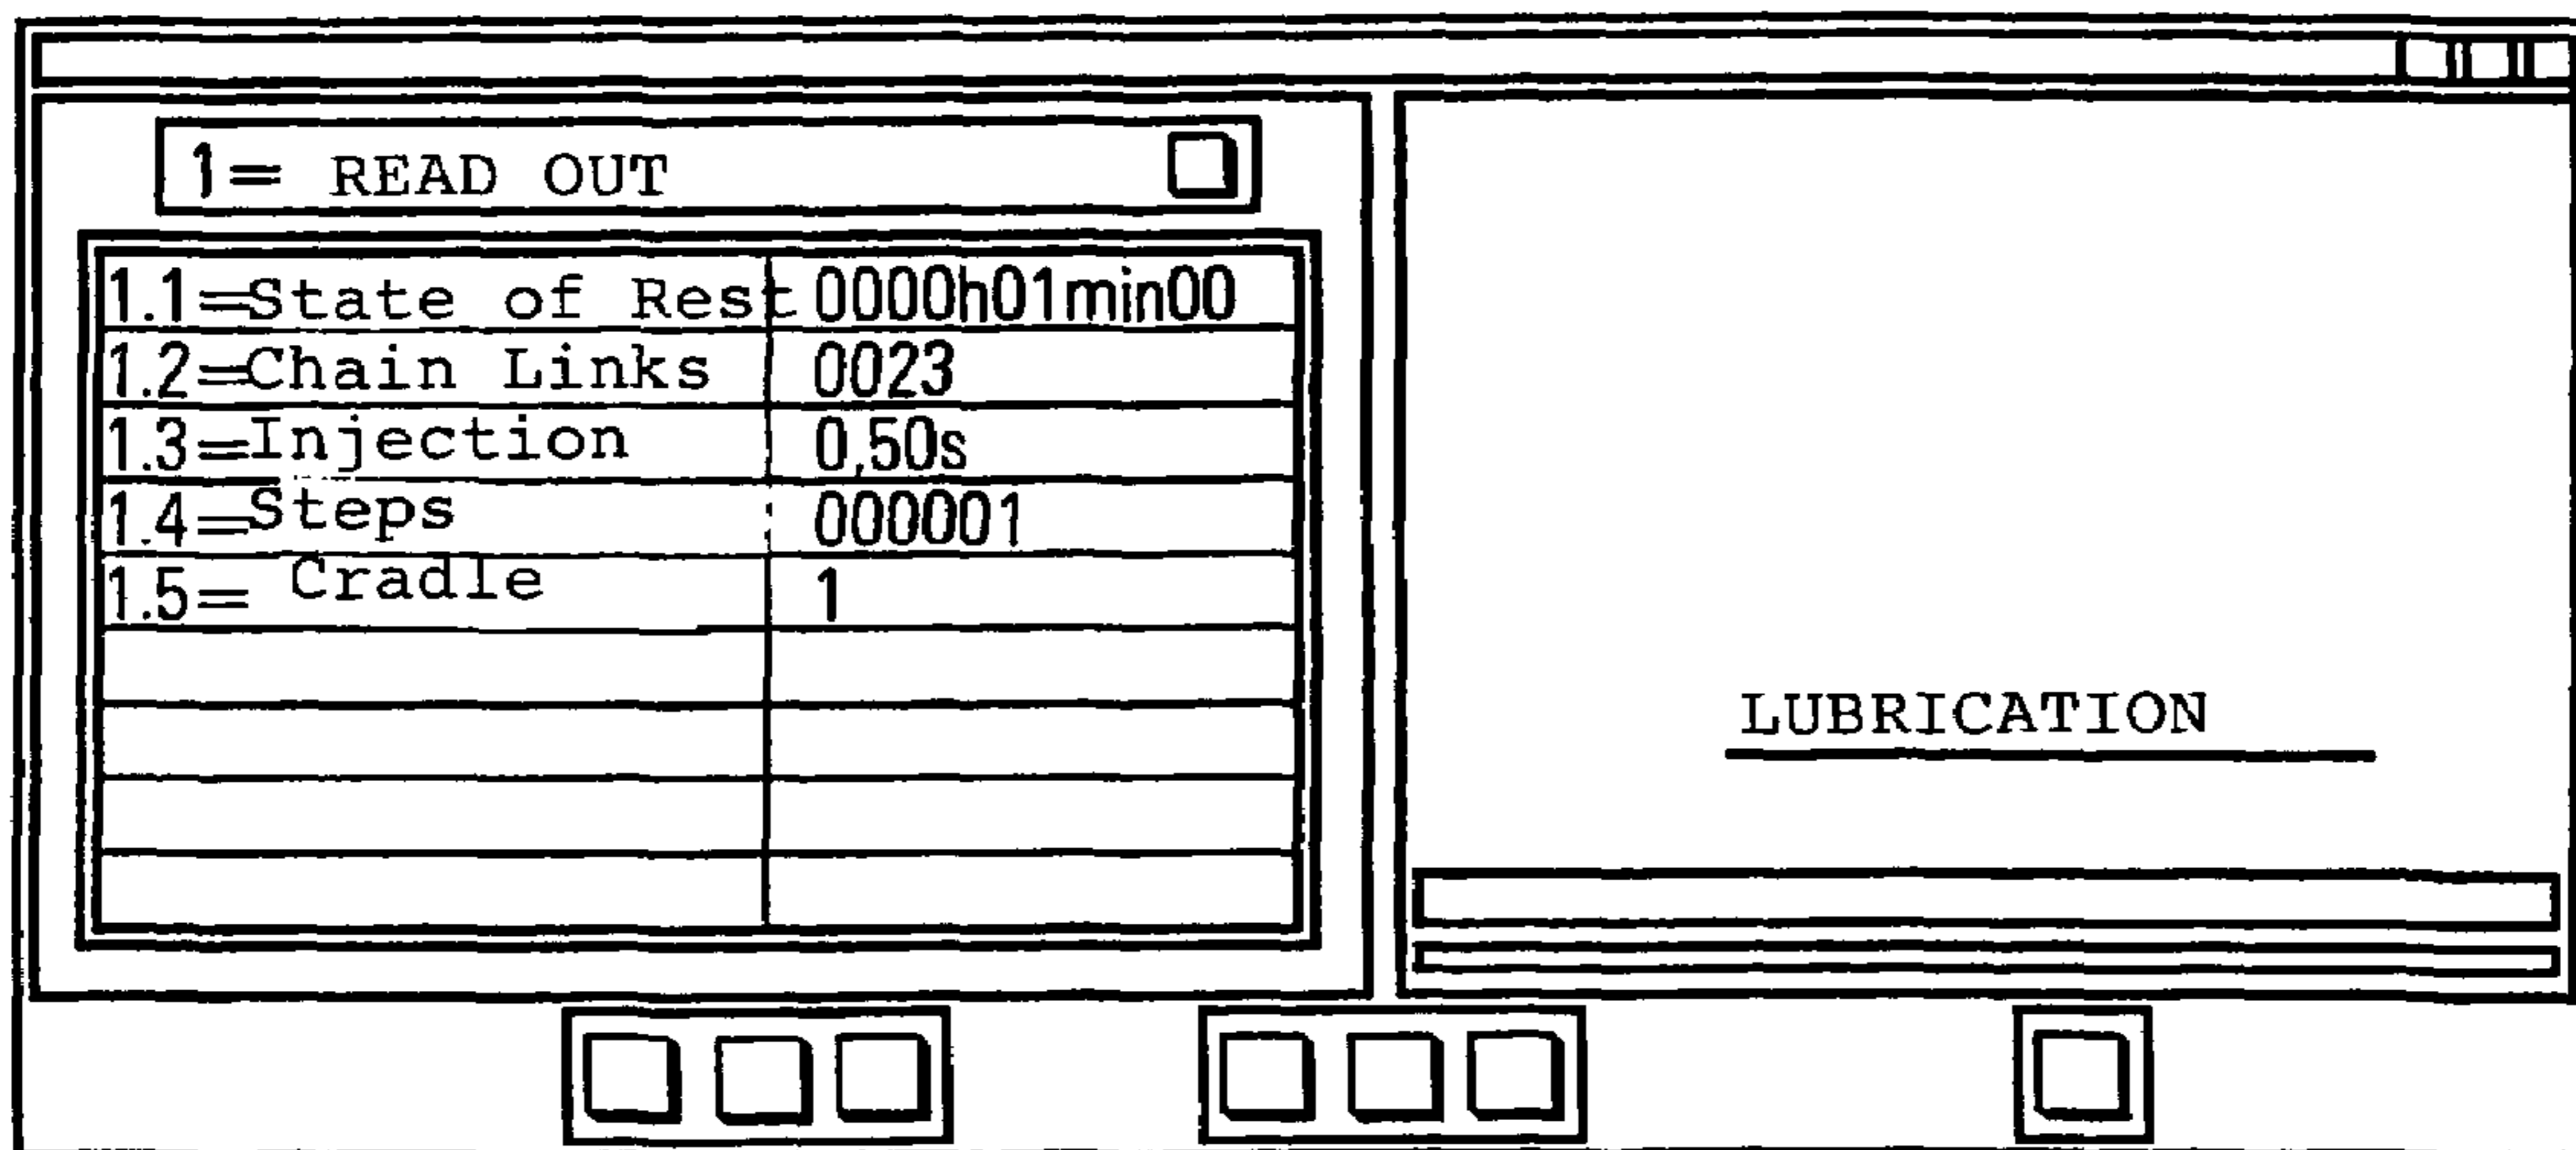 1= READ OUT
1.1=State of Rest 0000h01min00
1.2=Chain Links 0023
1.3=Injection 0,50s
1.4=Steps 000001
1.5= Cradle 1
LUBRICATION